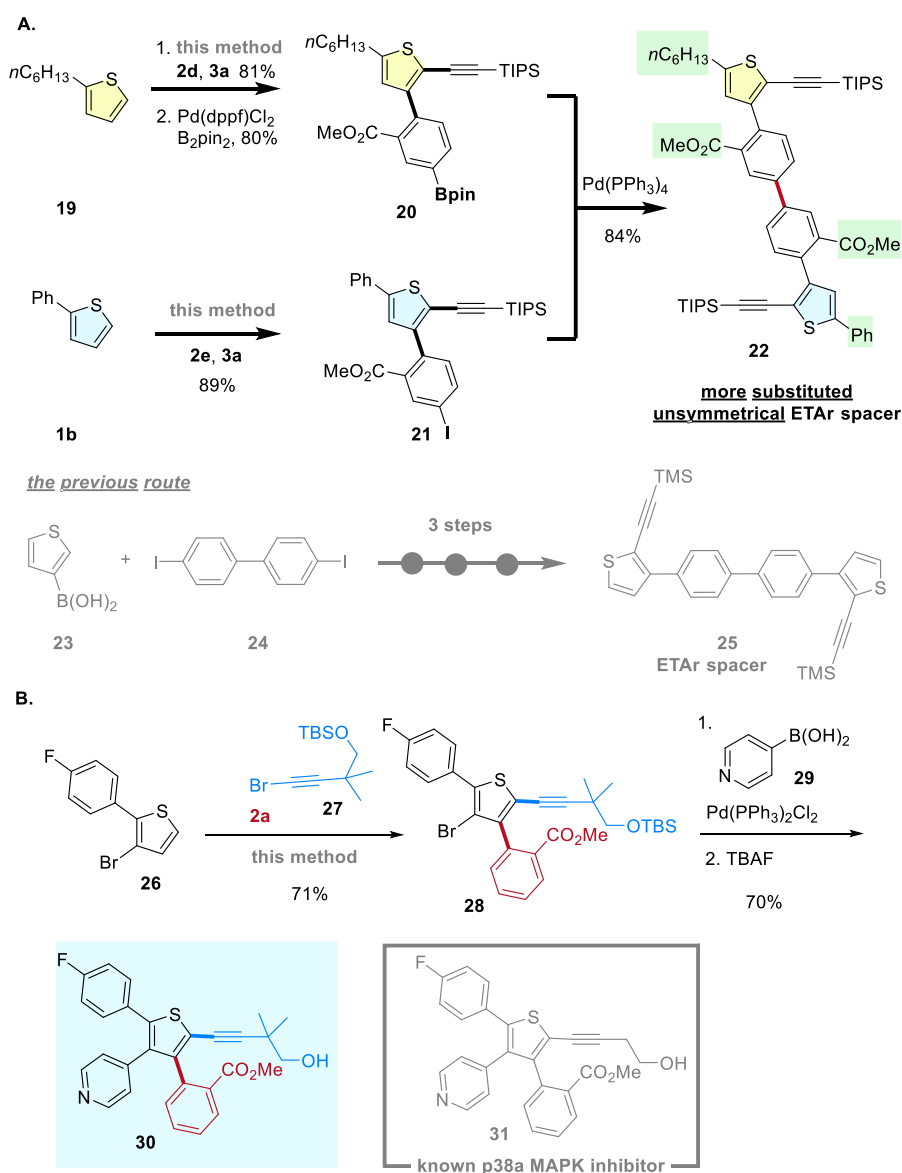 A.
nC6H13
S
19
1. this method
2d, 3a 81%
2. Pd(dppf)Cl2
B2pin2, 80%
nC6H13
S
TIPS
MeO2C
Bpin
20
Ph
S
1b
this method
2e, 3a
89%
Ph
S
TIPS
MeO2C
I
21
Pd(PPh3)4
84%
nC6H13
S
TIPS
MeO2C
CO2Me
TIPS
S
Ph
22
more substituted
unsymmetrical ETAr spacer
the previous route
S
B(OH)2
23
+
I
I
24
3 steps
TMS
S
S
TMS
25
ETAr spacer
B.
F
S
Br
26
TBSO
Br
27
2a
this method
71%
F
S
Br
CO2Me
OTBS
28
1.
B(OH)2
N
29
Pd(PPh3)2Cl2
2. TBAF
70%
F
S
OH
CO2Me
N
30
F
S
OH
CO2Me
N
31
known p38a MAPK inhibitor